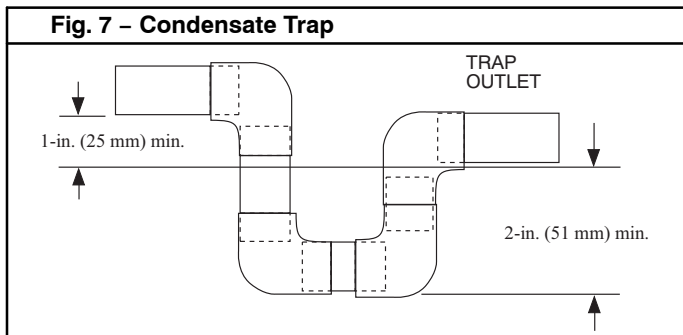 Fig. 7 – Condensate Trap
TRAP
OUTLET
1-in. (25 mm) min.
2-in. (51 mm) min.